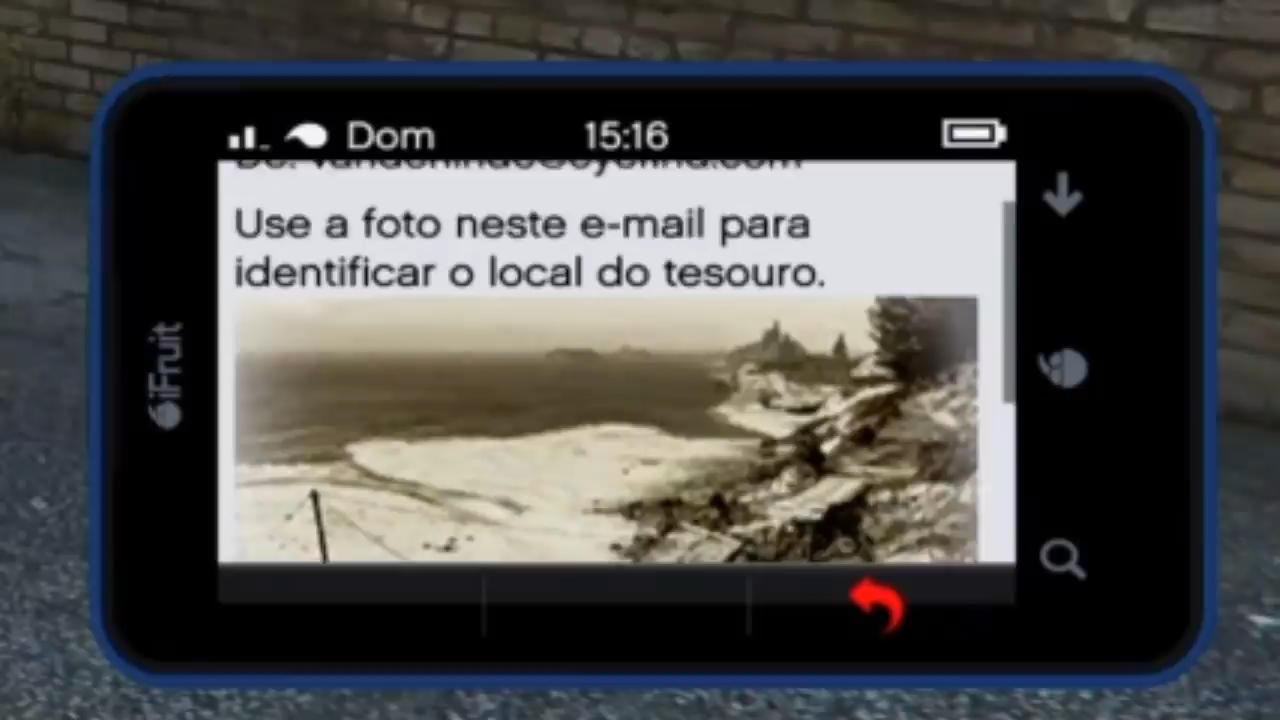 Dom 15:16
Use a foto neste e-mail para
identificar o local do tesouro.
iFruit